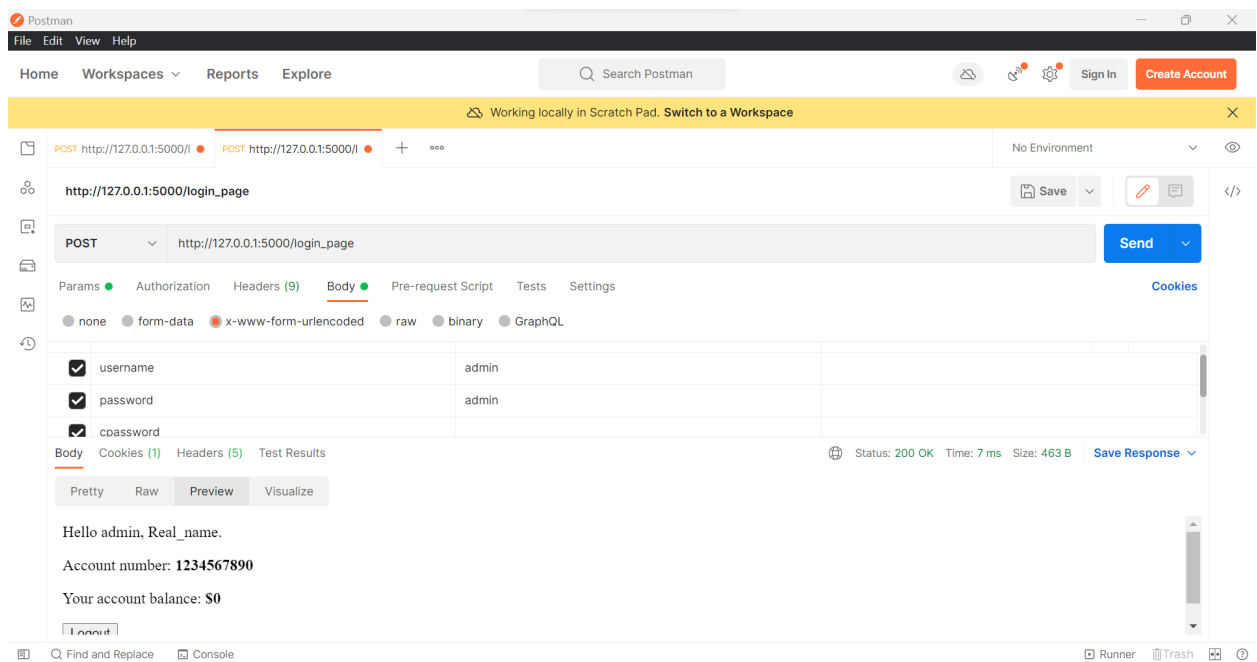 Postman
File Edit View Help
Home Workspaces Reports Explore Search Postman Sign In Create Account
Working locally in Scratch Pad. Switch to a Workspace
POST http://127.0.0.1:5000/l POST http://127.0.0.1:5000/l No Environment
http://127.0.0.1:5000/login_page Save
POST http://127.0.0.1:5000/login_page Send
Params Authorization Headers (9) Body Pre-request Script Tests Settings Cookies
none form-data x-www-form-urlencoded raw binary GraphQL
username admin
password admin
cpassword
Body Cookies (1) Headers (5) Test Results Status: 200 OK Time: 7 ms Size: 463 B Save Response
Pretty Raw Preview Visualize
Hello admin, Real_name.
Account number: 1234567890
Your account balance: $0
Logout
Find and Replace Console Runner Trash